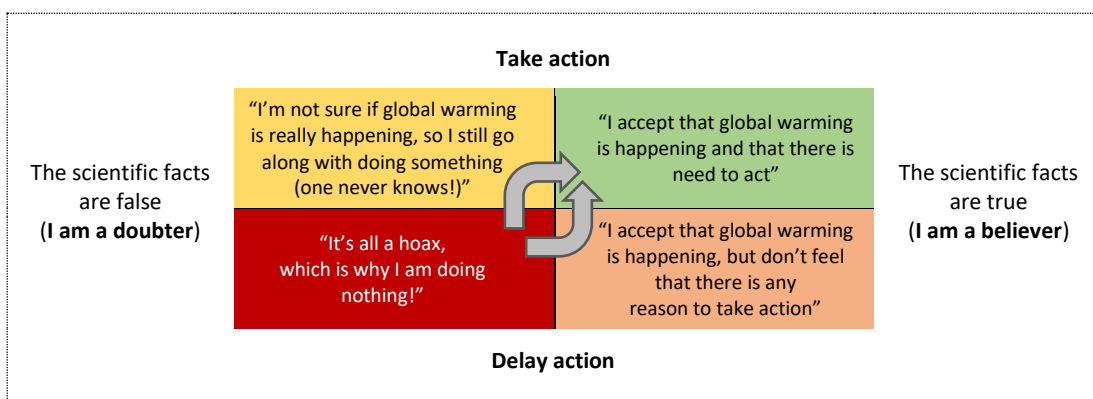 Take action
“I’m not sure if global warming
is really happening, so I still go
along with doing something
(one never knows!)”
“I accept that global warming
is happening and that there is
need to act”
The scientific facts
are false
(I am a doubter)
The scientific facts
are true
(I am a believer)
“It’s all a hoax,
which is why I am doing
nothing!”
“I accept that global warming
is happening, but don’t feel
that there is any
reason to take action”
Delay action